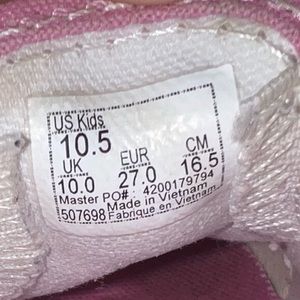 US Kids
10.5
UK EUR CM
10.0 27.0 16.5
Master PO#: 4200179794
Made in Vietnam
507698 Fabrique en Vietnam